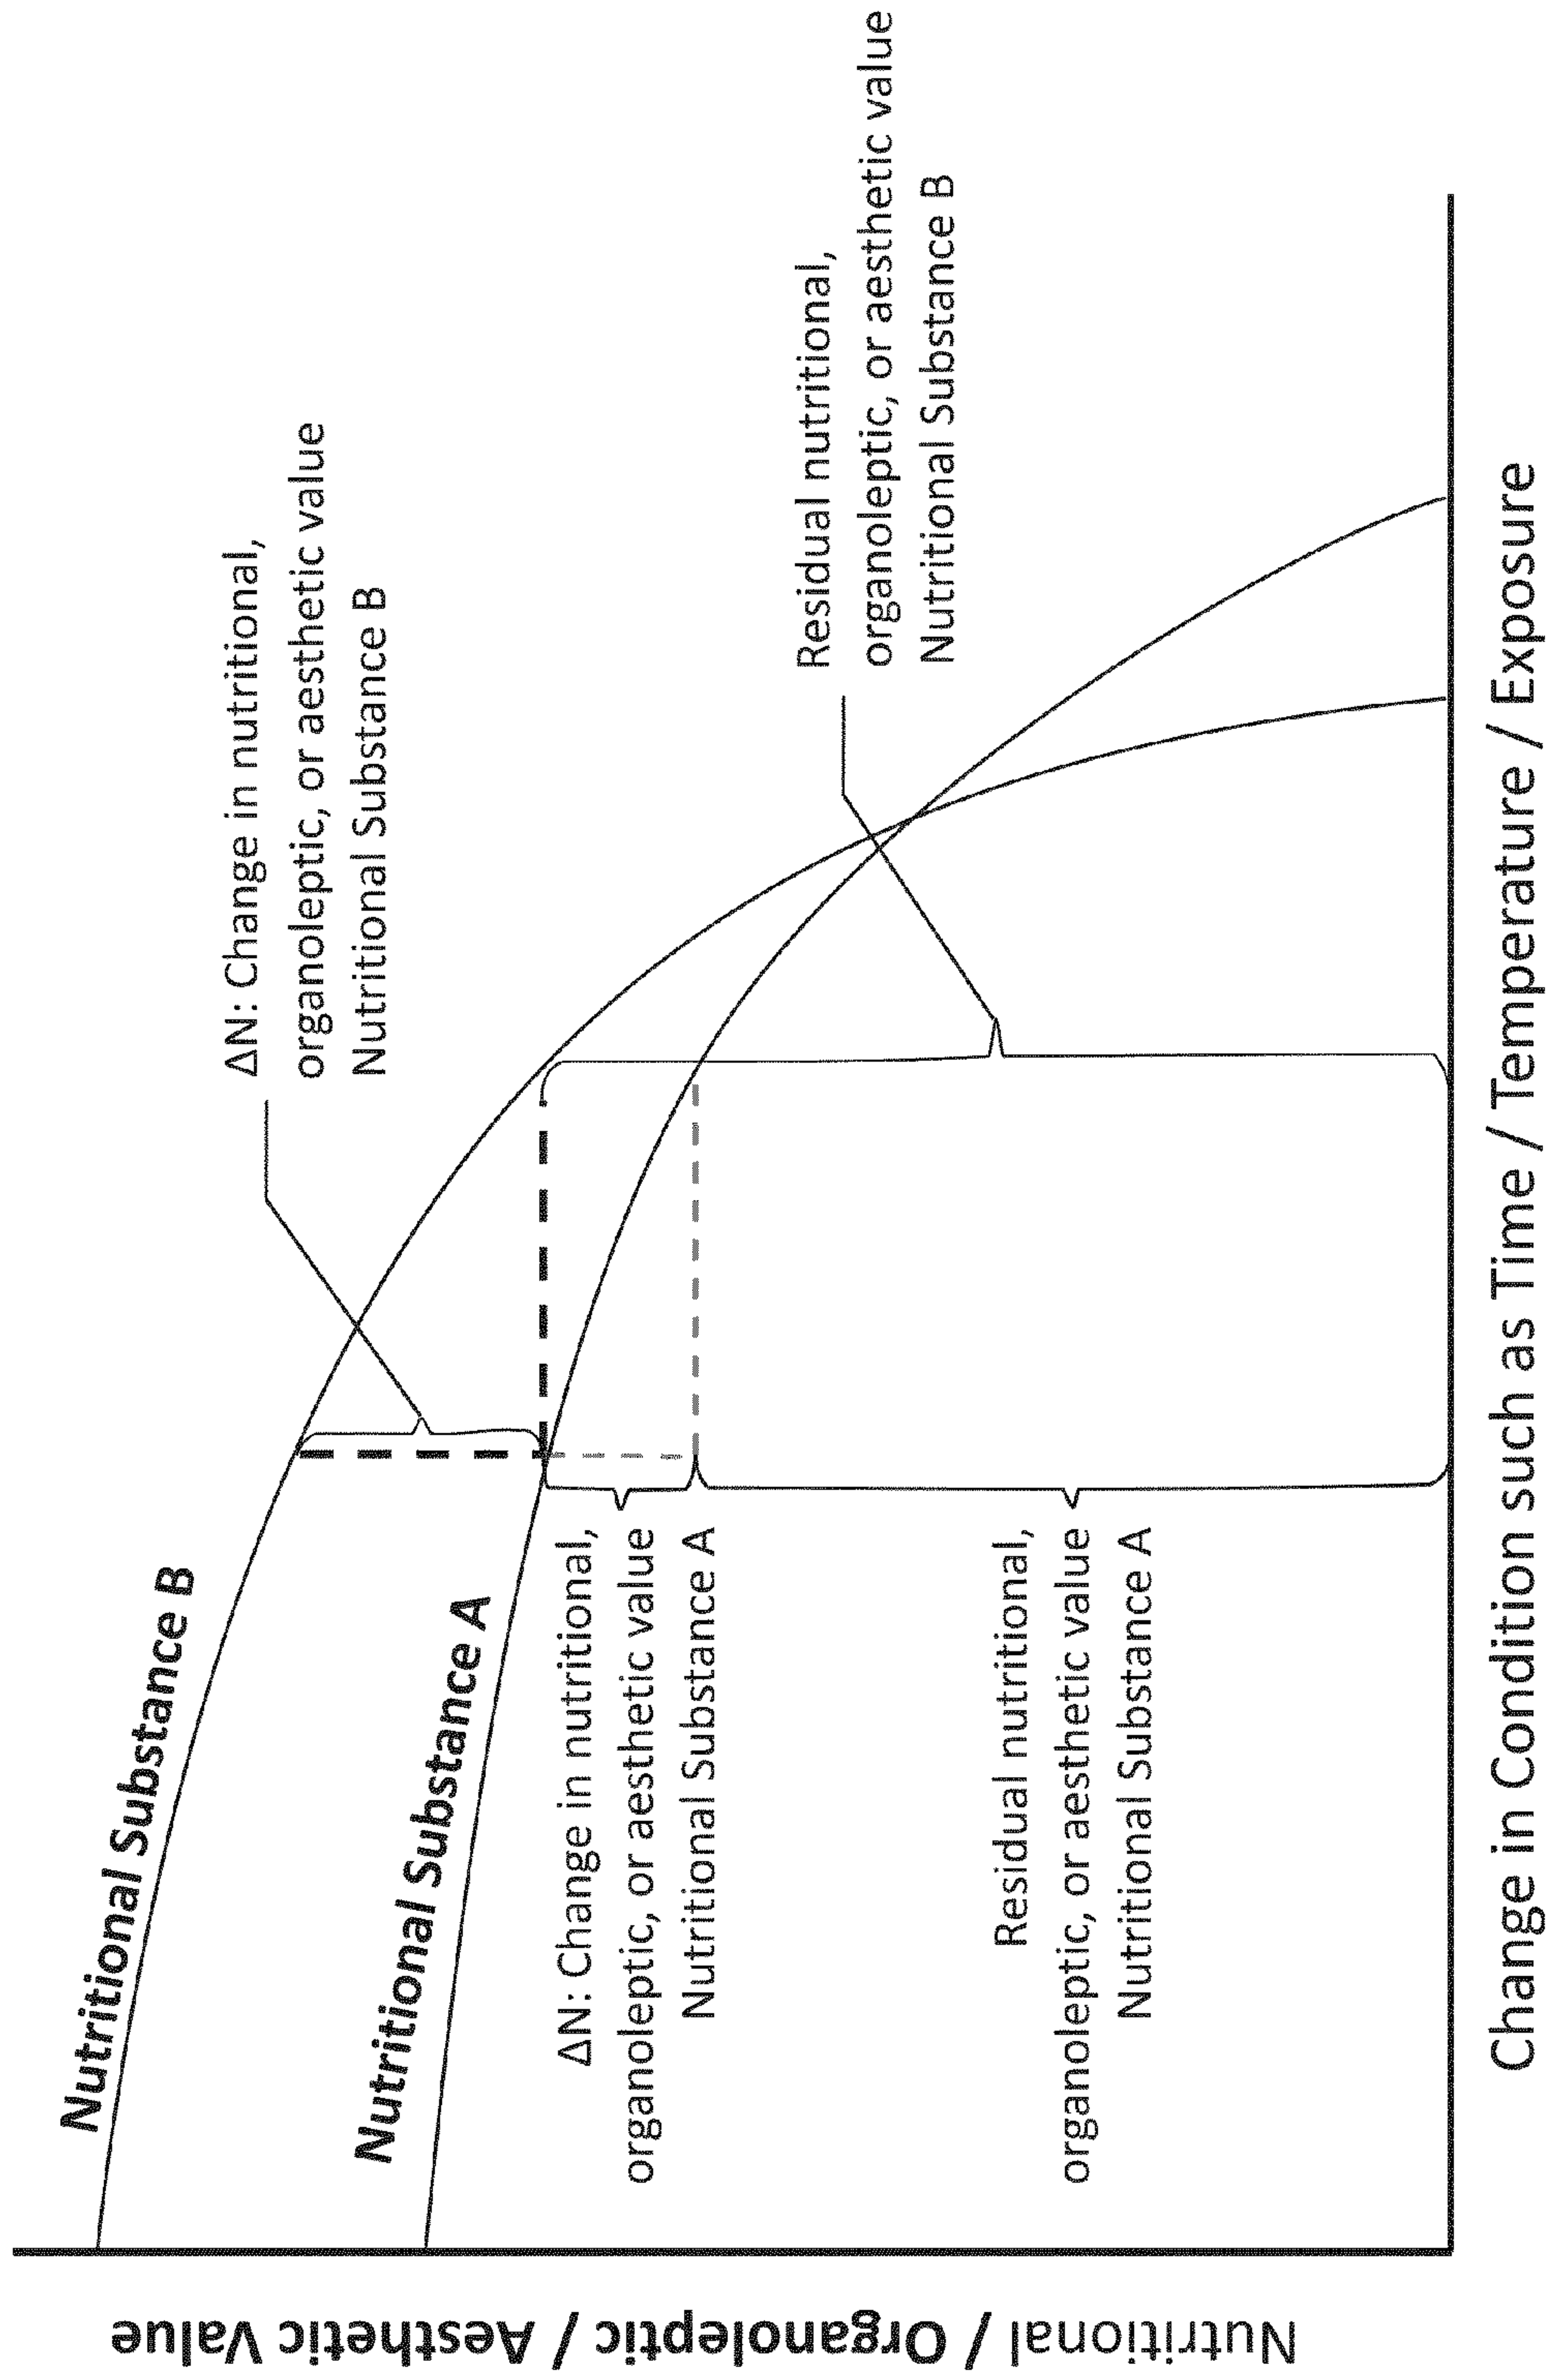 Nutritional Substance B
ΔN: Change in nutritional,
organoleptic, or aesthetic value
Nutritional Substance B
Nutritional Substance A
ΔN: Change in nutritional,
organoleptic, or aesthetic value
Nutritional Substance A
Residual nutritional,
organoleptic, or aesthetic value
Nutritional Substance B
Residual nutritional,
organoleptic, or aesthetic value
Nutritional Substance A
Nutritional / Organoleptic / Aesthetic Value
Change in Condition such as Time / Temperature / Exposure